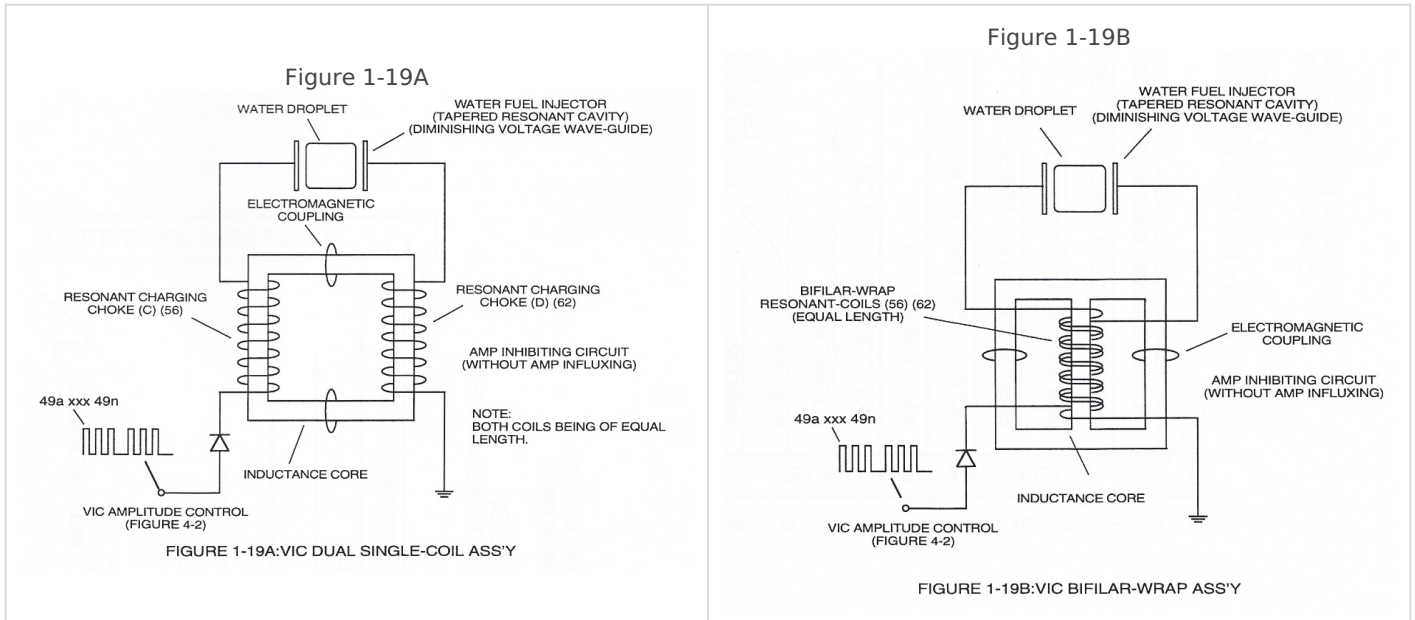 Figure 1-19A
WATER DROPLET
WATER FUEL INJECTOR
(TAPERED RESONANT CAVITY)
(DIMINISHING VOLTAGE WAVE-GUIDE)
ELECTROMAGNETIC
COUPLING
RESONANT CHARGING
CHOKE (C) (56)
RESONANT CHARGING
CHOKE (D) (62)
AMP INHIBITING CIRCUIT
(WITHOUT AMP INFLUXING)
49a xxx 49n
NOTE:
BOTH COILS BEING OF EQUAL
LENGTH.
INDUCTANCE CORE
VIC AMPLITUDE CONTROL
(FIGURE 4-2)
FIGURE 1-19A:VIC DUAL SINGLE-COIL ASS'Y
Figure 1-19B
WATER DROPLET
WATER FUEL INJECTOR
(TAPERED RESONANT CAVITY)
(DIMINISHING VOLTAGE WAVE-GUIDE)
BIFILAR-WRAP
RESONANT-COILS (56) (62)
(EQUAL LENGTH)
ELECTROMAGNETIC
COUPLING
AMP INHIBITING CIRCUIT
(WITHOUT AMP INFLUXING)
49a xxx 49n
INDUCTANCE CORE
VIC AMPLITUDE CONTROL
(FIGURE 4-2)
FIGURE 1-19B:VIC BIFILAR-WRAP ASS'Y